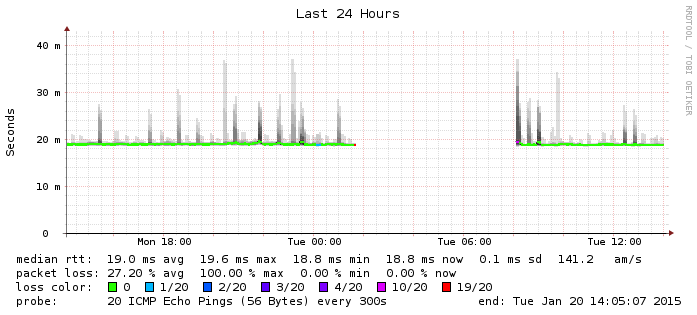 Last 24 Hours
RRDTOOL / TOBI OETIKER
Seconds
40 m
30 m
20 m
10 m
0
Mon 18:00 Tue 00:00 Tue 06:00 Tue 12:00
median rtt: 19.0 ms avg 19.6 ms max 18.8 ms min 18.8 ms now 0.1 ms sd 141.2 am/s
packet loss: 27.20 % avg 100.00 % max 0.00 % min 0.00 % now
loss color: 0 1/20 2/20 3/20 4/20 10/20 19/20
probe: 20 ICMP Echo Pings (56 Bytes) every 300s end: Tue Jan 20 14:05:07 2015